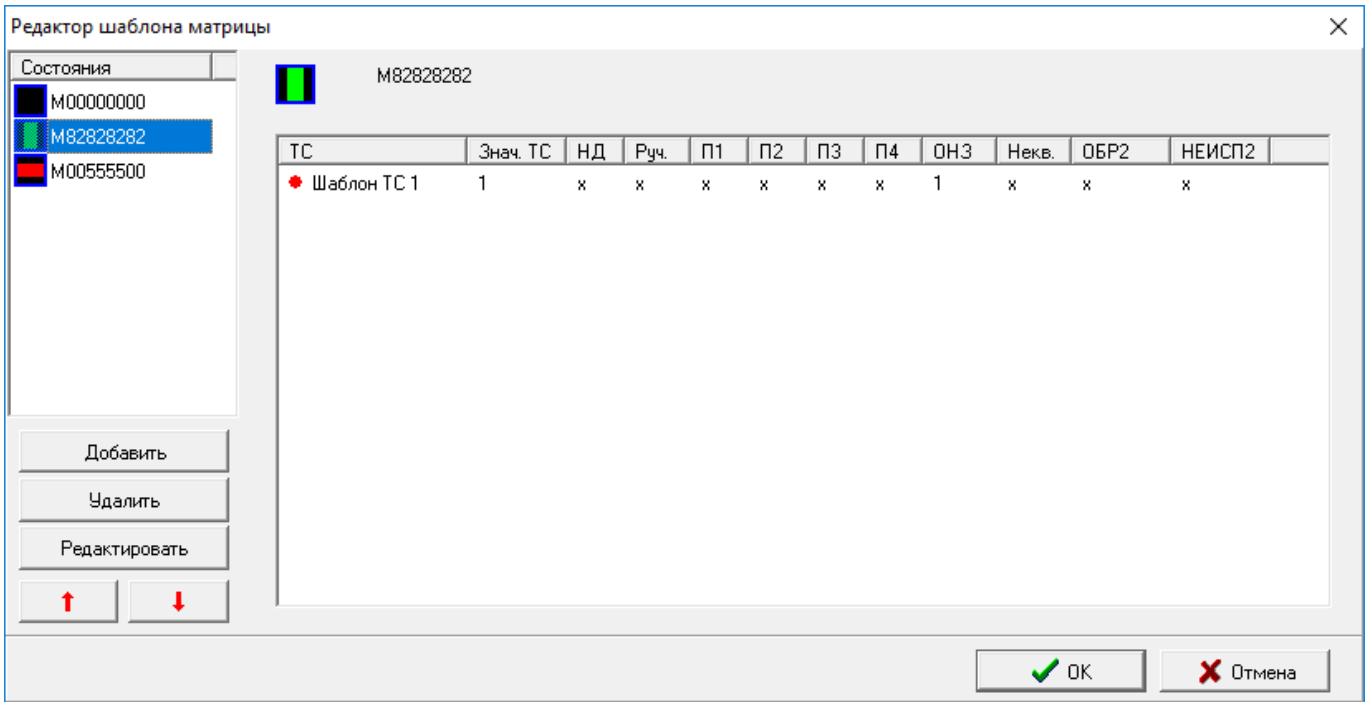 Редактор шаблона матрицы
Состояния
M00000000
M82828282
M00555500
M82828282
ТС Знач. ТС НД Руч. П1 П2 П3 П4 ОНЗ Некв. ОБР2 НЕИСП2
Шаблон ТС 1 1 x x x x x x 1 x x x
Добавить
Удалить
Редактировать
OK Отмена